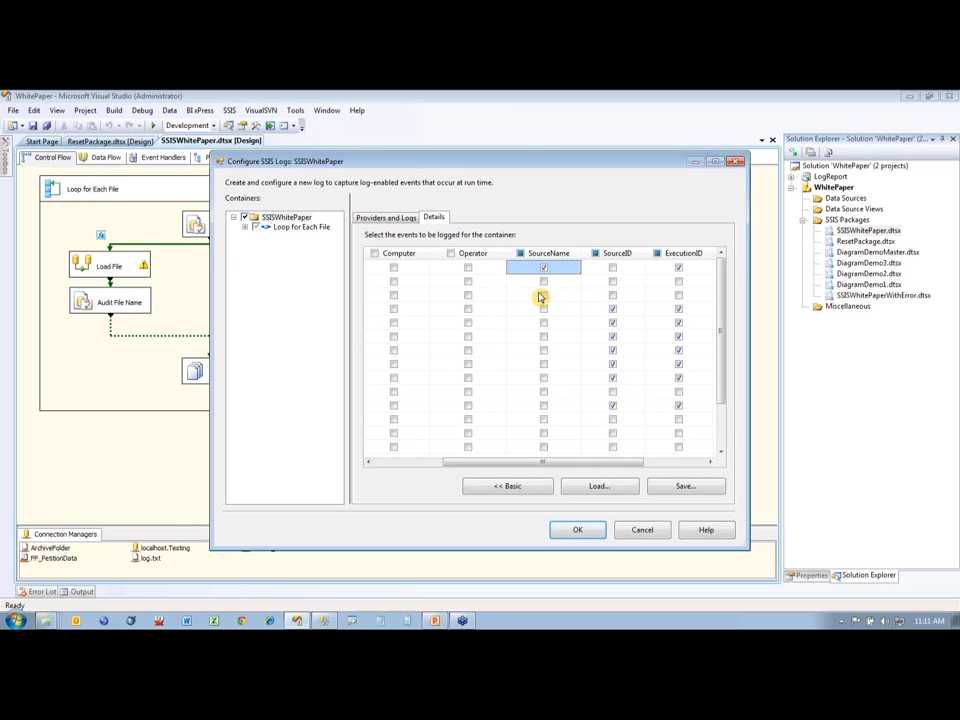 WhitePaper - Microsoft Visual Studio (Administrator)
File Edit View Project Build Debug Data BI xPress SSIS VisualSVN Tools Window Help
Development
Start Page ResetPackage.dtsx [Design] SSISWhitePaper.dtsx [Design]
Control Flow Data Flow Event Handlers
Toolbox
Loop for Each File
Load File
Audit File Name
Connection Managers
ArchiveFolder localhost.Testing
FF_PetitionData log.txt
Error List Output
Ready
Configure SSIS Logs: SSISWhitePaper
Create and configure a new log to capture log-enabled events that occur at run time.
Containers:
SSISWhitePaper
Loop for Each File
Providers and Logs Details
Select the events to be logged for the container:
Computer Operator SourceName SourceID ExecutionID
<< Basic Load... Save...
OK Cancel Help
Solution Explorer - Solution 'WhitePaper' (2 projects)
Solution 'WhitePaper' (2 projects)
LogReport
WhitePaper
Data Sources
Data Source Views
SSIS Packages
SSISWhitePaper.dtsx
ResetPackage.dtsx
DiagramDemoMaster.dtsx
DiagramDemo3.dtsx
DiagramDemo2.dtsx
DiagramDemo1.dtsx
SSISWhitePaperWithError.dtsx
Miscellaneous
Properties Solution Explorer
11:11 AM